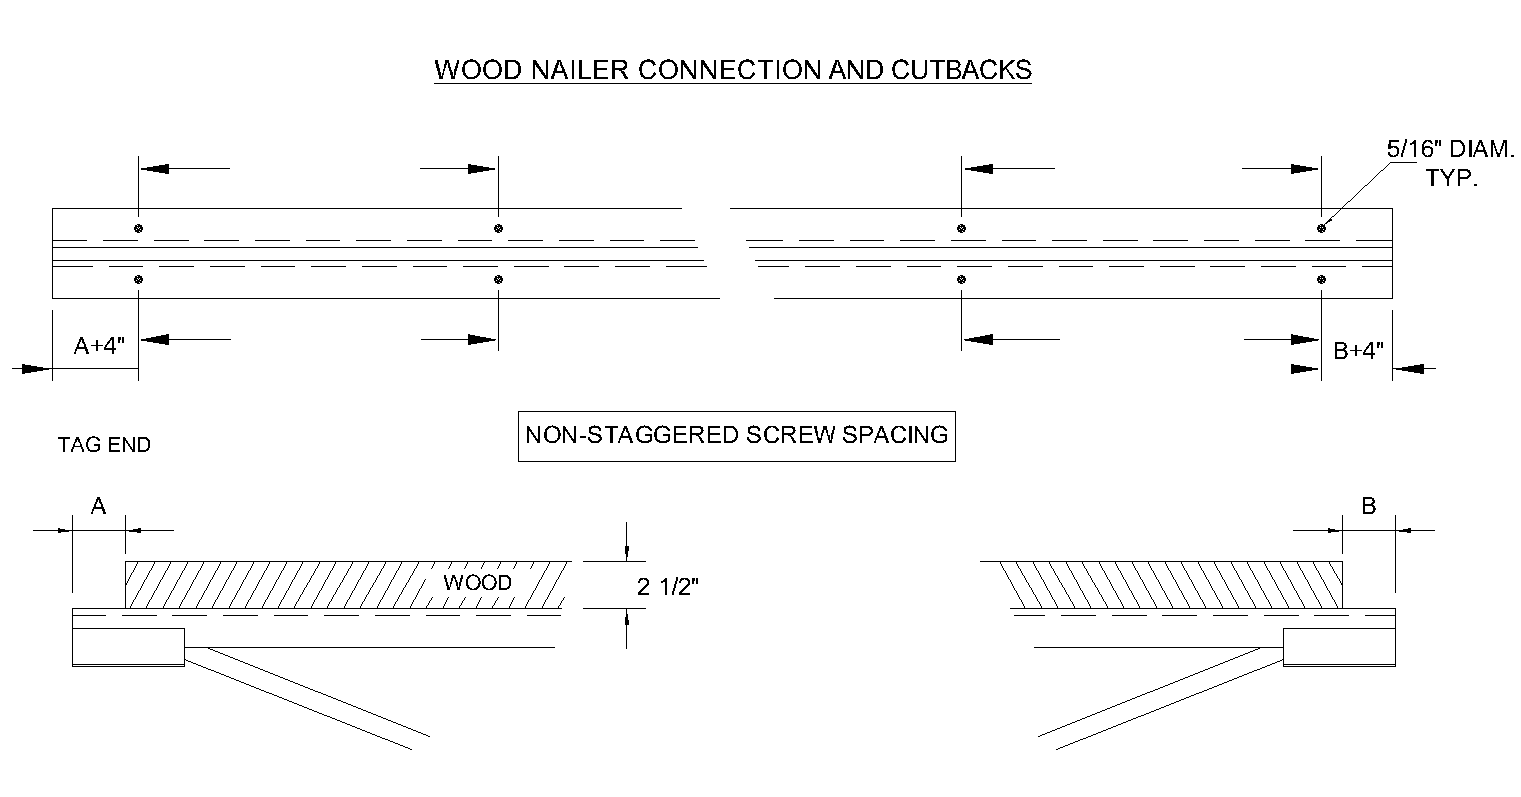 WOOD NAILER CONNECTION AND CUTBACKS
5/16" DIAM.
TYP.
A+4"
B+4"
TAG END
NON-STAGGERED SCREW SPACING
A
B
WOOD
2 1/2"